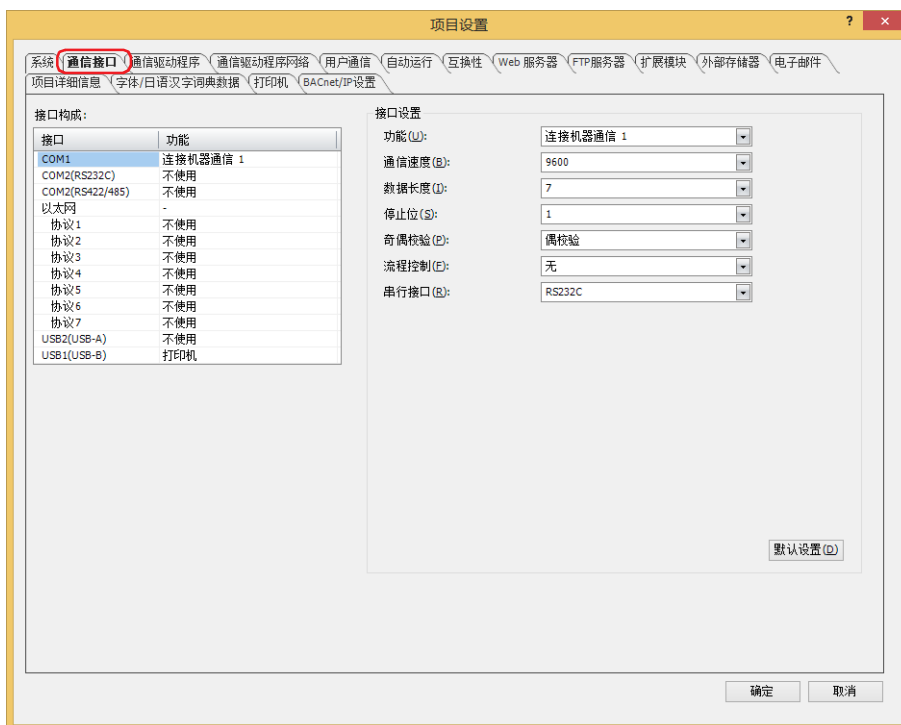 项目设置
? ×
系统 通信接口 通信驱动程序 通信驱动程序网络 用户通信 自动运行 互换性 Web 服务器 FTP服务器 扩展模块 外部存储器 电子邮件
项目详细信息 字体/日语汉字词典数据 打印机 BACnet/IP设置
接口构成:
接口 功能
COM1 连接机器通信 1
COM2(RS232C) 不使用
COM2(RS422/485) 不使用
以太网 -
协议1 不使用
协议2 不使用
协议3 不使用
协议4 不使用
协议5 不使用
协议6 不使用
协议7 不使用
USB2(USB-A) 不使用
USB1(USB-B) 打印机
接口设置
功能(U): 连接机器通信 1
通信速度(B): 9600
数据长度(I): 7
停止位(S): 1
奇偶校验(P): 偶校验
流程控制(F): 无
串行接口(R): RS232C
默认设置(D)
确定 取消